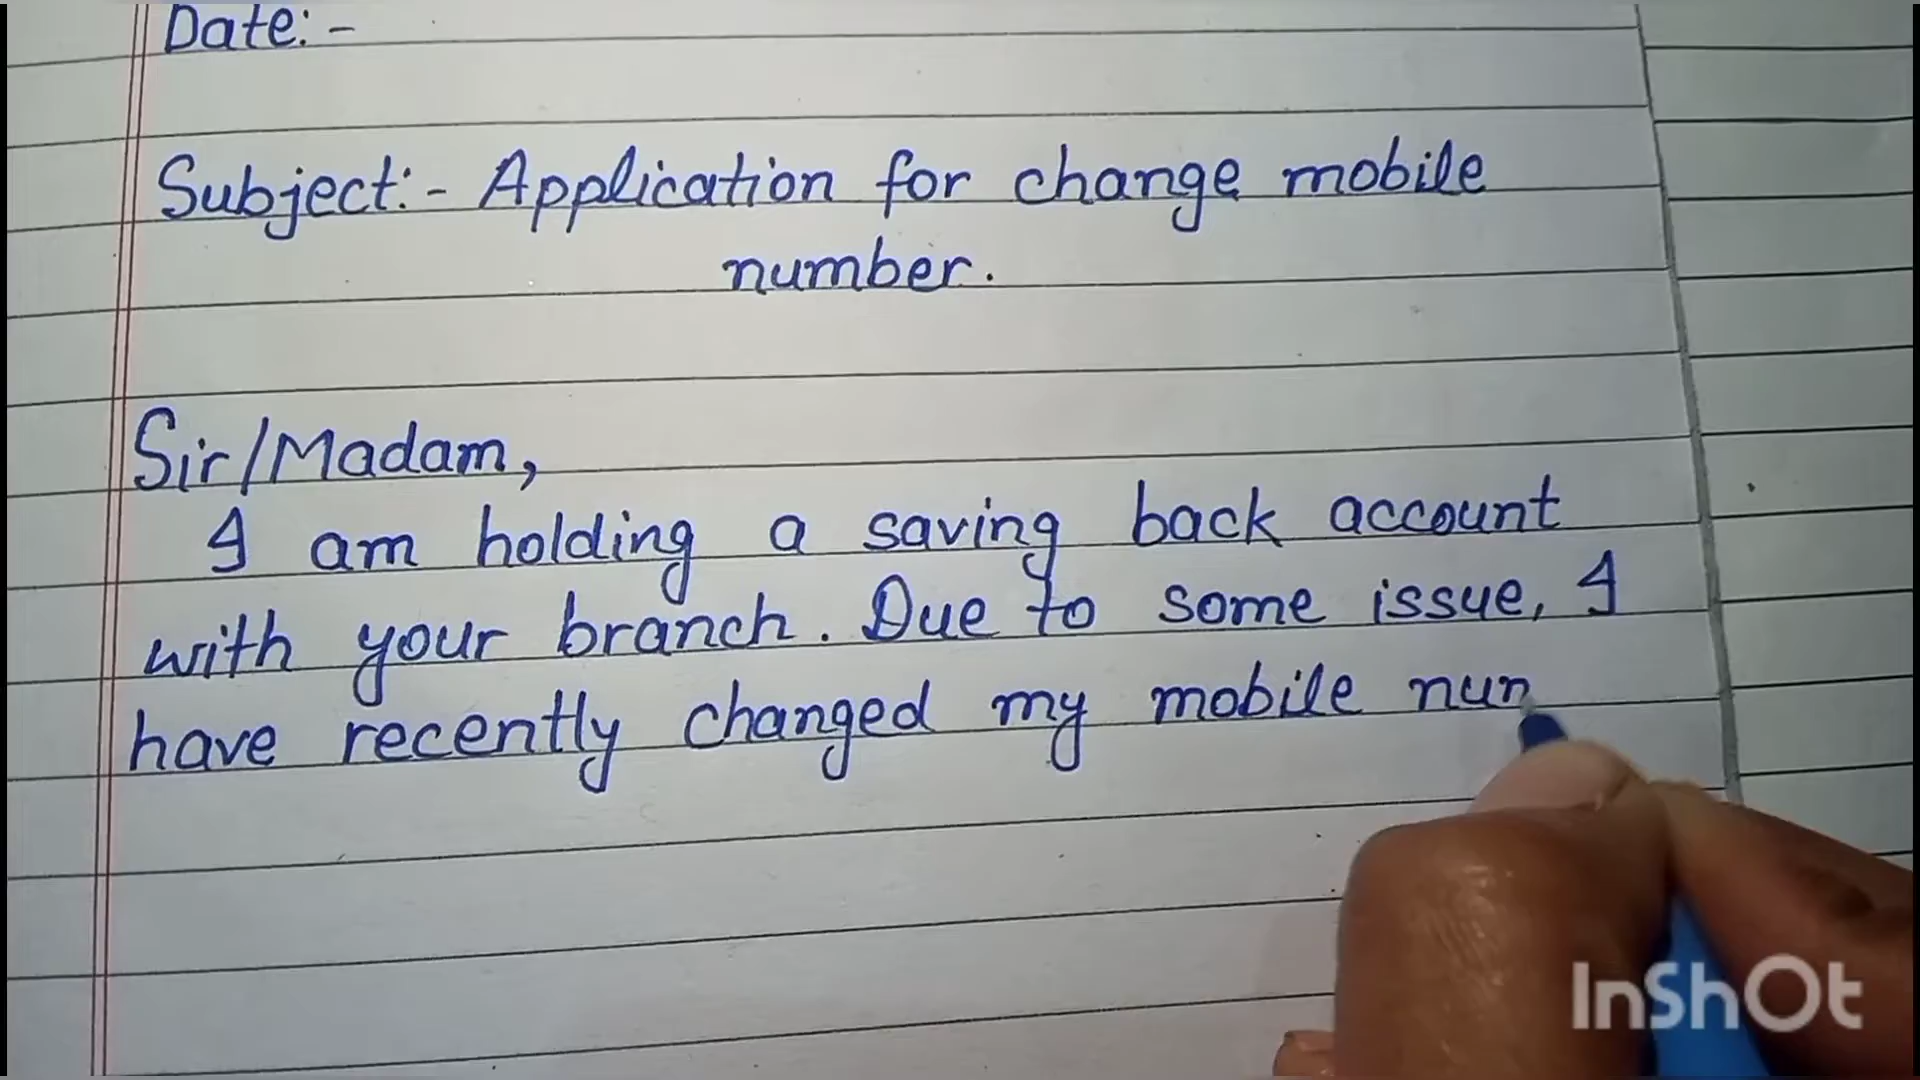 Date:-
Subject:- Application for change mobile
number.
Sir/Madam,
I am holding a saving back account
with your branch. Due to some issue, I
have recently changed my mobile num
InShOt